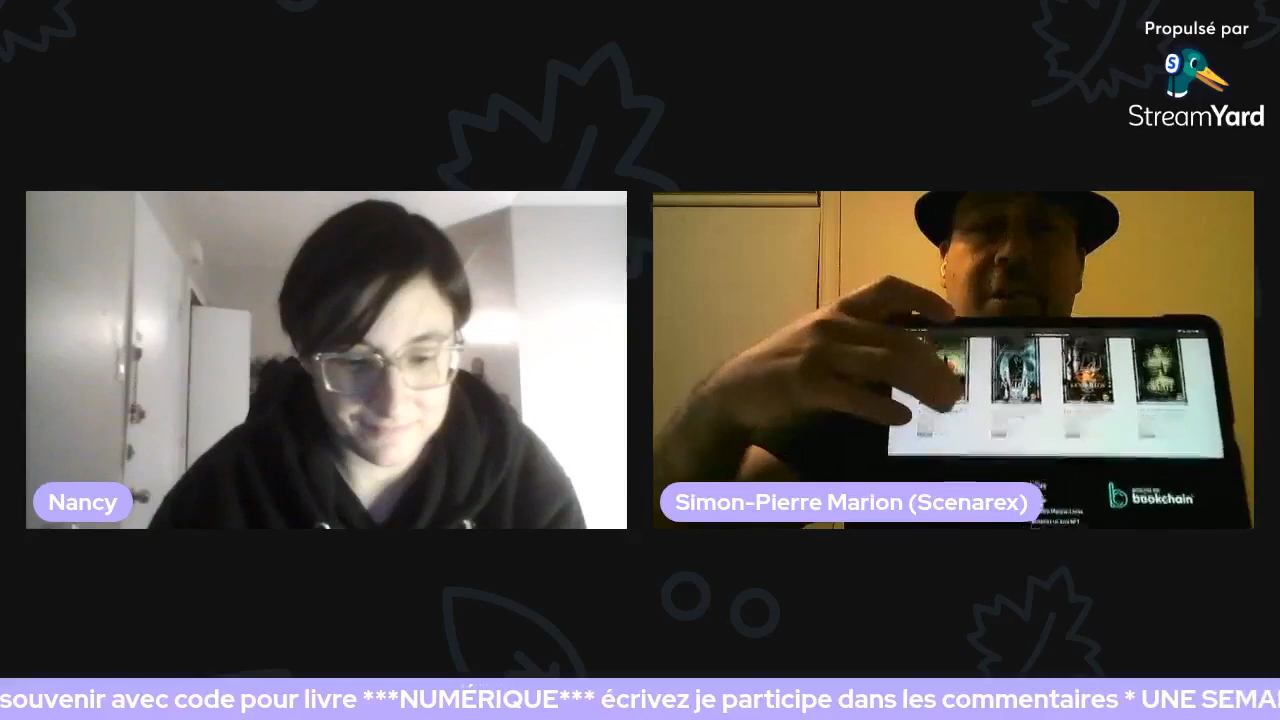 Propulsé par
StreamYard
bookchain
Nancy
Simon-Pierre Marion (Scenarex)
souvenir avec code pour livre ***NUMÉRIQUE*** écrivez je participe dans les commentaires * UNE SEMA